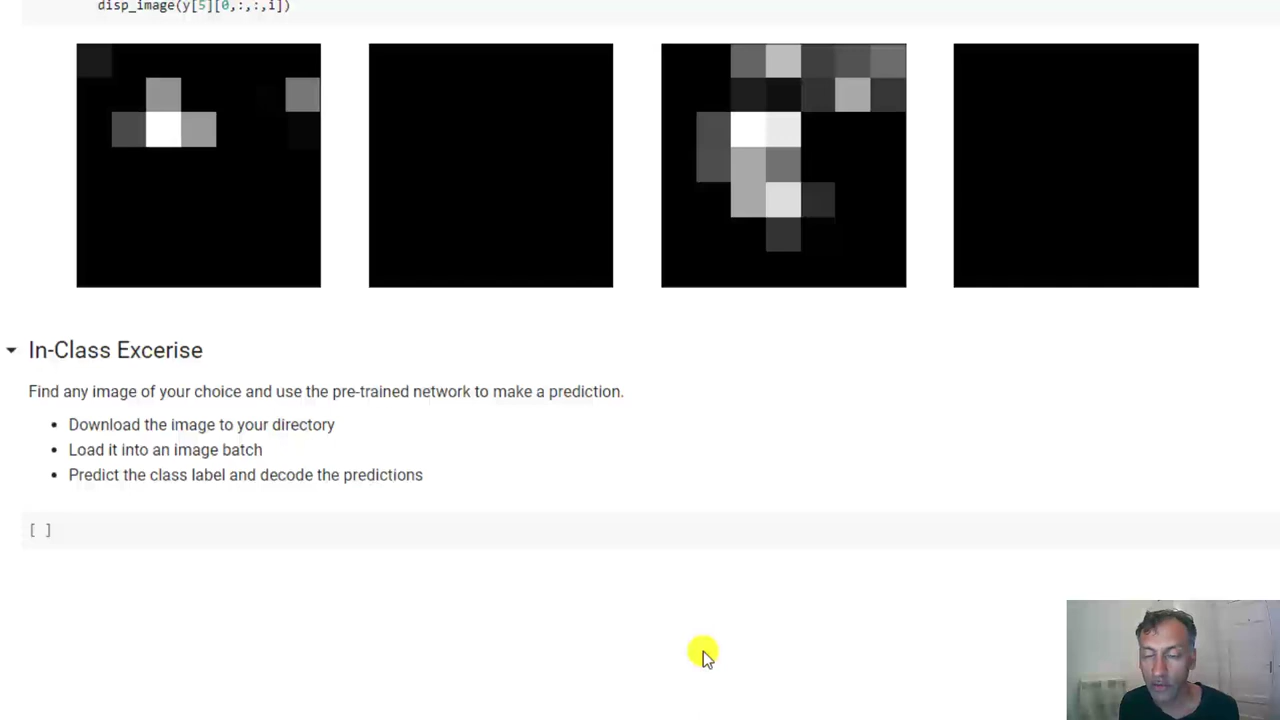 disp_image(y[5][0,:,:,i])
In-Class Excerise
Find any image of your choice and use the pre-trained network to make a prediction.
• Download the image to your directory
• Load it into an image batch
• Predict the class label and decode the predictions
[ ]